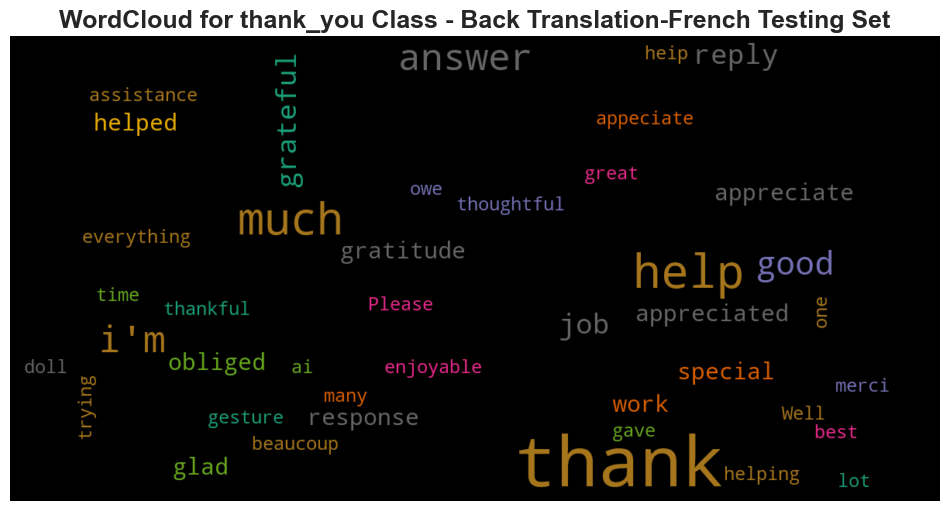 WordCloud for thank_you Class - Back Translation-French Testing Set
answer
heip
reply
grateful
assistance
helped
appeciate
great
owe
thoughtful
appreciate
much
everything
gratitude
help
good
time
thankful
Please
one
job
appreciated
i'm
obliged
doll
ai
enjoyable
special
merci
trying
many
work
gesture
response
Well
gave
best
beaucoup
thank
glad
helping
lot